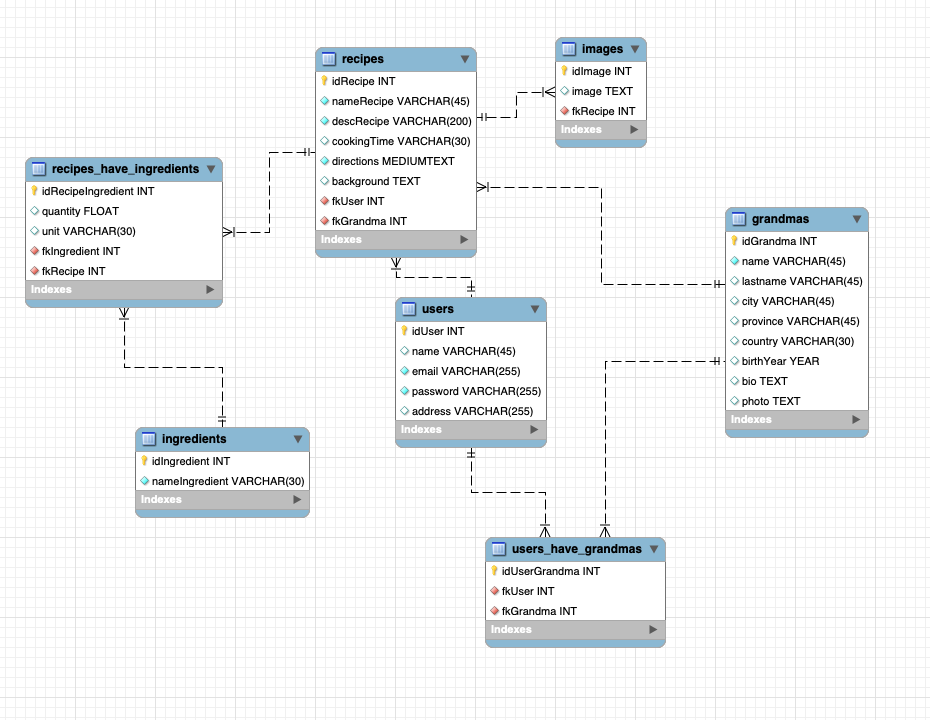 recipes
idRecipe INT
nameRecipe VARCHAR(45)
descRecipe VARCHAR(200)
cookingTime VARCHAR(30)
directions MEDIUMTEXT
background TEXT
fkUser INT
fkGrandma INT
Indexes
images
idImage INT
image TEXT
fkRecipe INT
Indexes
recipes_have_ingredients
idRecipeIngredient INT
quantity FLOAT
unit VARCHAR(30)
fkIngredient INT
fkRecipe INT
Indexes
grandmas
idGrandma INT
name VARCHAR(45)
lastname VARCHAR(45)
city VARCHAR(45)
province VARCHAR(45)
country VARCHAR(30)
birthYear YEAR
bio TEXT
photo TEXT
Indexes
users
idUser INT
name VARCHAR(45)
email VARCHAR(255)
password VARCHAR(255)
address VARCHAR(255)
Indexes
ingredients
idIngredient INT
nameIngredient VARCHAR(30)
Indexes
users_have_grandmas
idUserGrandma INT
fkUser INT
fkGrandma INT
Indexes